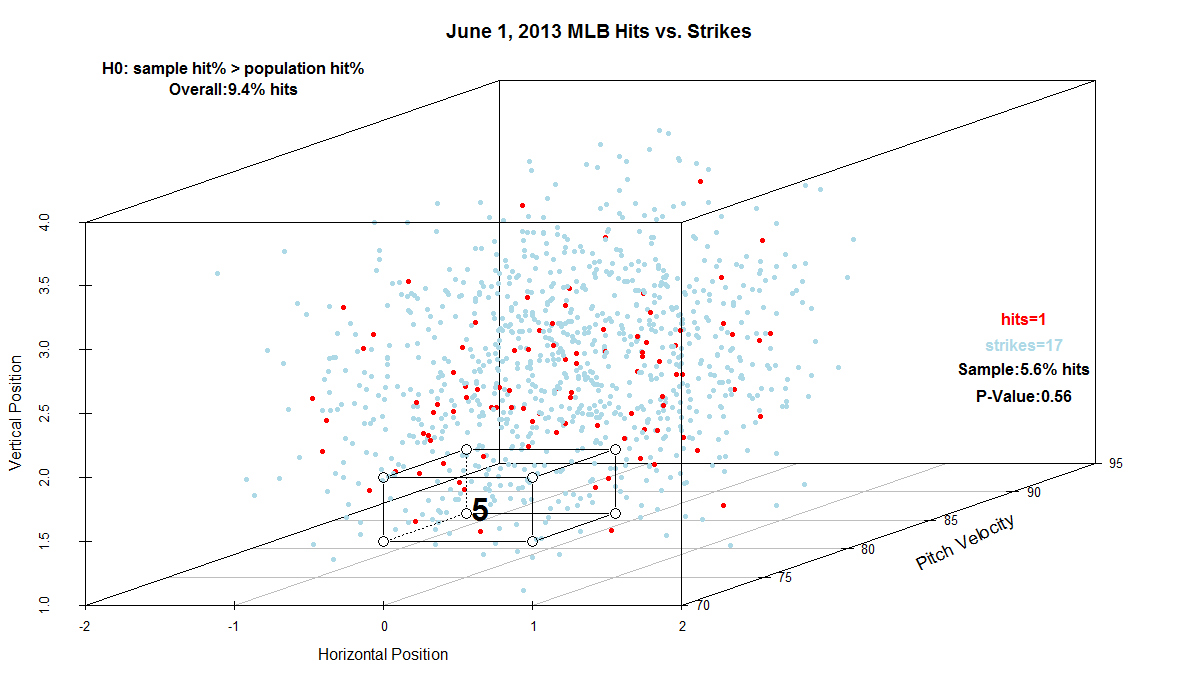 June 1, 2013 MLB Hits vs. Strikes
H0: sample hit% > population hit%
Overall:9.4% hits
4.0
3.5
3.0
2.5
2.0
1.5
1.0
Vertical Position
hits=1
strikes=17
Sample:5.6% hits
P-Value:0.56
5
95
90
85
80
75
70
Pitch Velocity
-2 -1 0 1 2
Horizontal Position